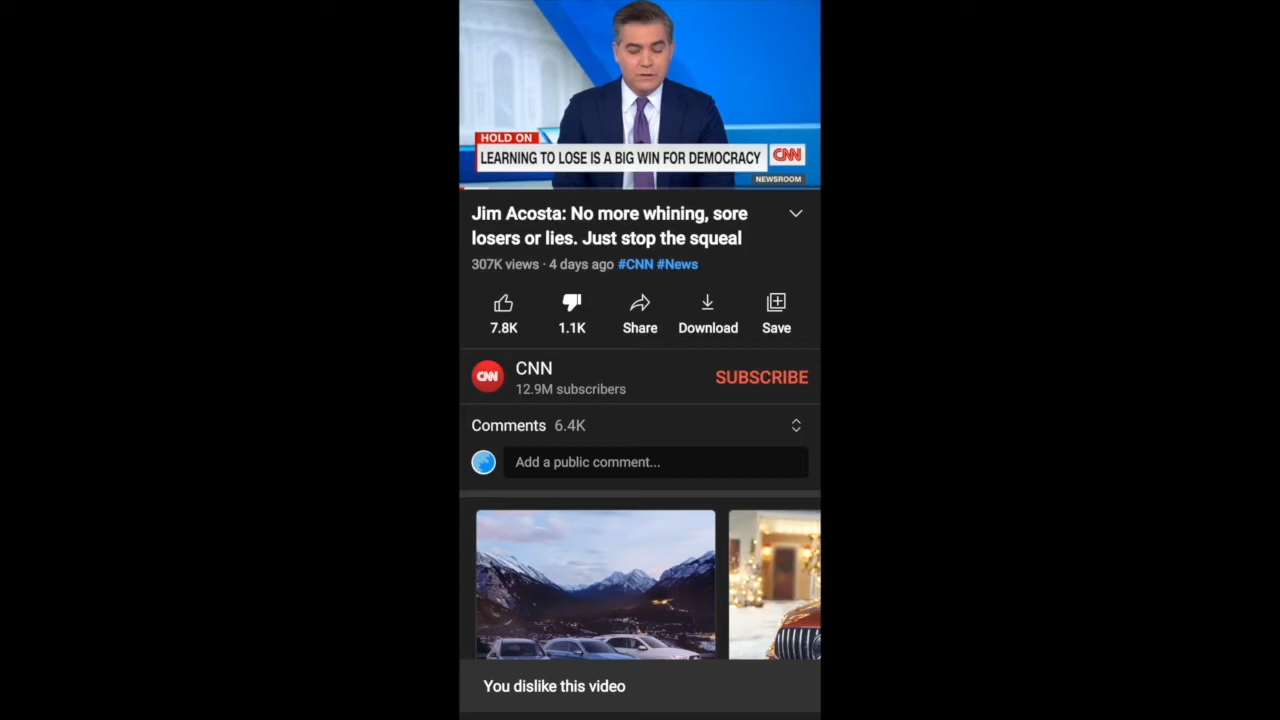 HOLD ON
LEARNING TO LOSE IS A BIG WIN FOR DEMOCRACY
CNN
NEWSROOM
Jim Acosta: No more whining, sore
losers or lies. Just stop the squeal
307K views · 4 days ago #CNN #News
7.8K
1.1K
Share
Download
Save
CNN
CNN
12.9M subscribers
SUBSCRIBE
Comments 6.4K
Add a public comment...
You dislike this video